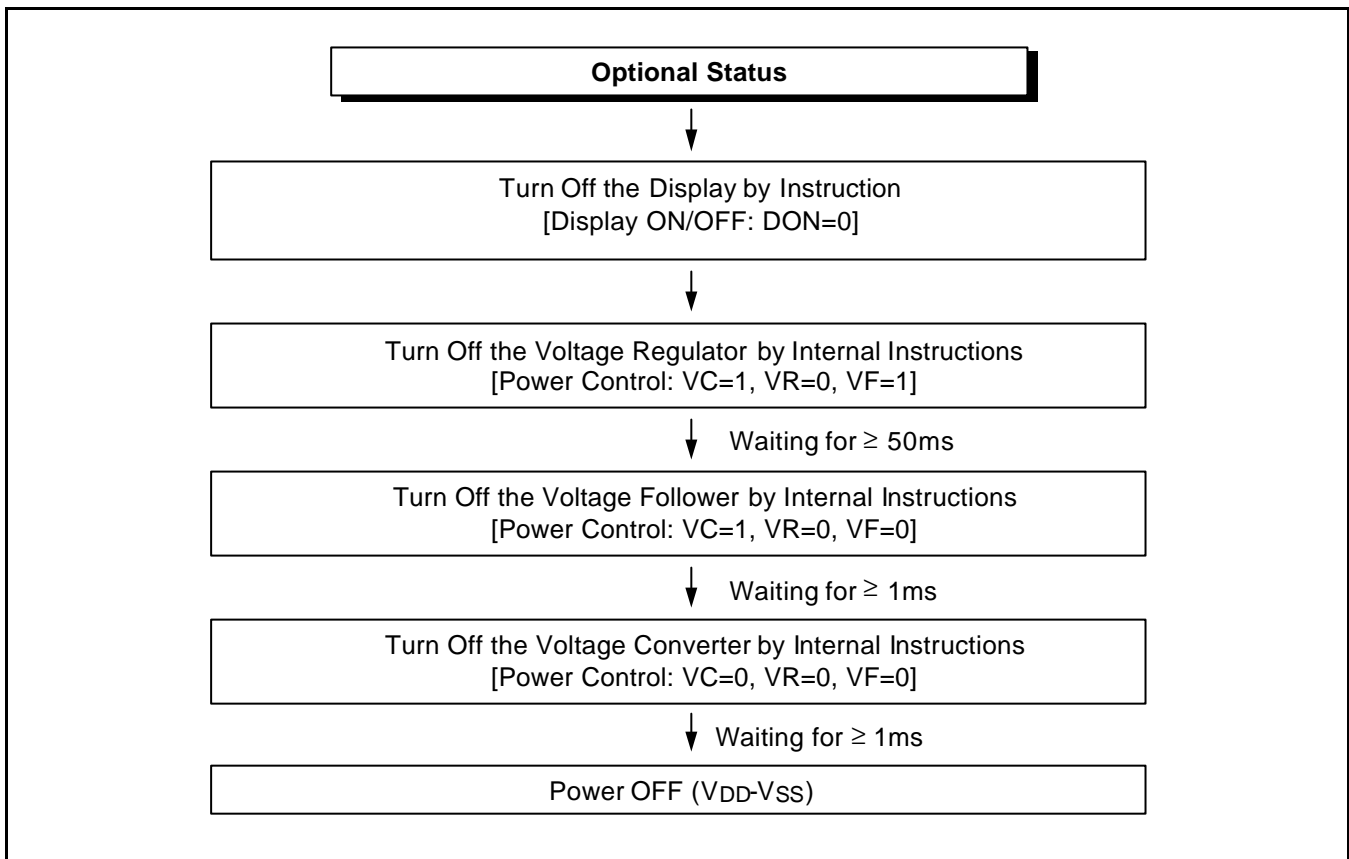 Optional Status
Turn Off the Display by Instruction
[Display ON/OFF: DON=0]
Turn Off the Voltage Regulator by Internal Instructions
[Power Control: VC=1, VR=0, VF=1]
Waiting for ≥ 50ms
Turn Off the Voltage Follower by Internal Instructions
[Power Control: VC=1, VR=0, VF=0]
Waiting for ≥ 1ms
Turn Off the Voltage Converter by Internal Instructions
[Power Control: VC=0, VR=0, VF=0]
Waiting for ≥ 1ms
Power OFF (VDD-VSS)